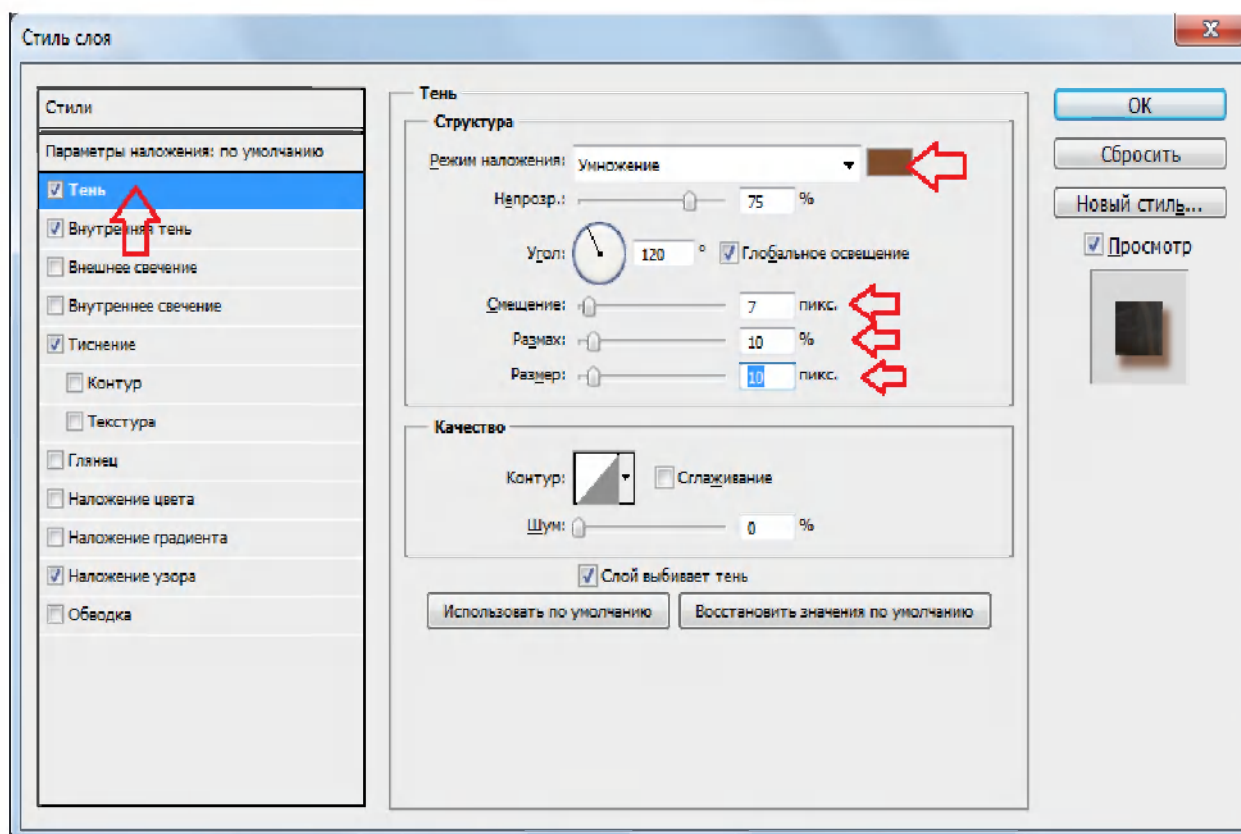 Стиль слоя
X
Стили
Параметры наложения: по умолчанию
Тень
Внутренняя тень
Внешнее свечение
Внутреннее свечение
Тиснение
Контур
Текстура
Глянец
Наложение цвета
Наложение градиента
Наложение узора
Обводка
Тень
Структура
Режим наложения: Умножение
Непрозр.: 75 %
Угол: 120 ° Глобальное освещение
Смещение: 7 пикс.
Размах: 10 %
Размер: 10 пикс.
Качество
Контур: Сглаживание
Шум: 0 %
Слой выбивает тень
Использовать по умолчанию Восстановить значения по умолчанию
OK
Сбросить
Новый стиль...
Просмотр